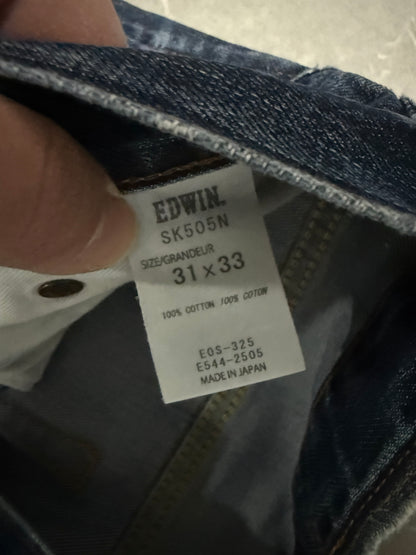 EDWIN.
SK505N
SIZE/GRANDEUR
31 × 33
100% COTTON 100% COTON
EOS-325
E544-2505
MADE IN JAPAN